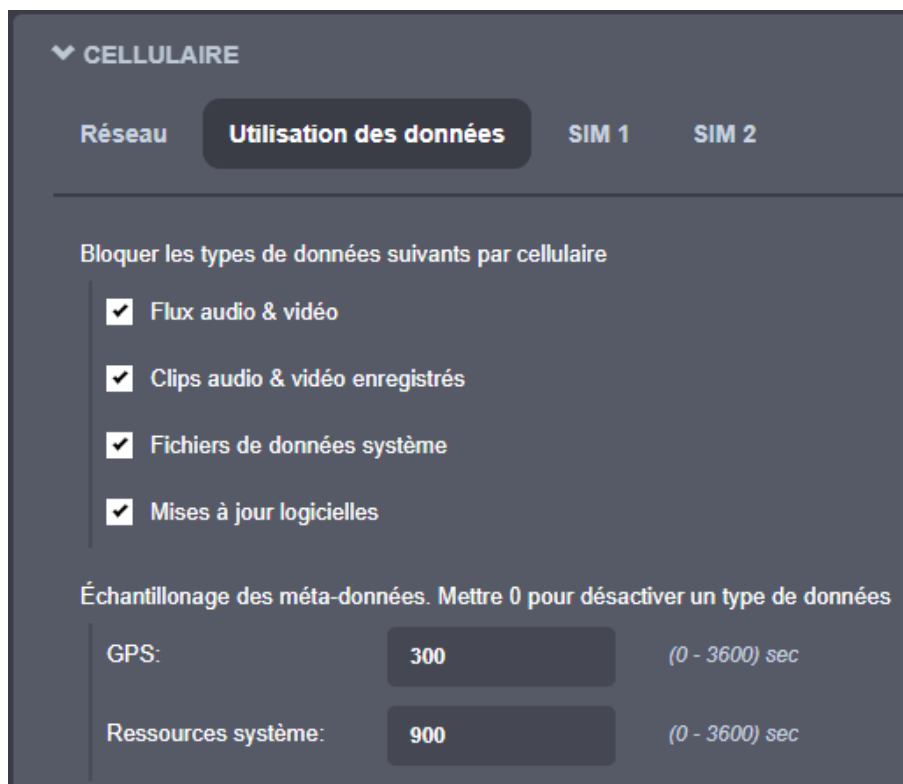 CELLULAIRE
Réseau Utilisation des données SIM 1 SIM 2
Bloquer les types de données suivants par cellulaire
Flux audio & vidéo
Clips audio & vidéo enregistrés
Fichiers de données système
Mises à jour logicielles
Échantillonage des méta-données. Mettre 0 pour désactiver un type de données
GPS: 300 (0 - 3600) sec
Ressources système: 900 (0 - 3600) sec